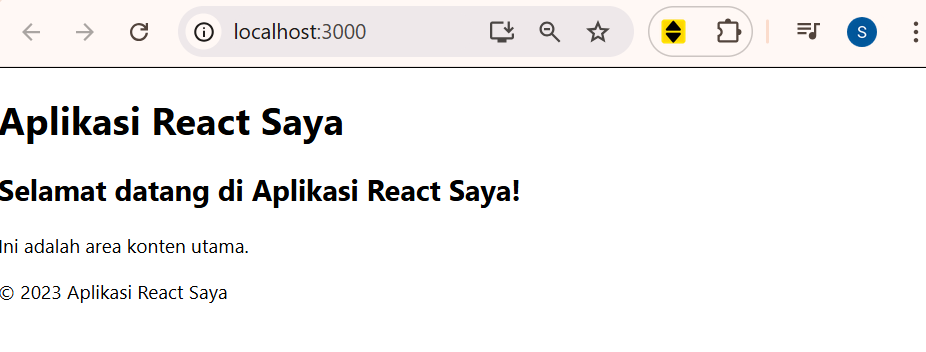 localhost:3000
S
Aplikasi React Saya
Selamat datang di Aplikasi React Saya!
Ini adalah area konten utama.
© 2023 Aplikasi React Saya